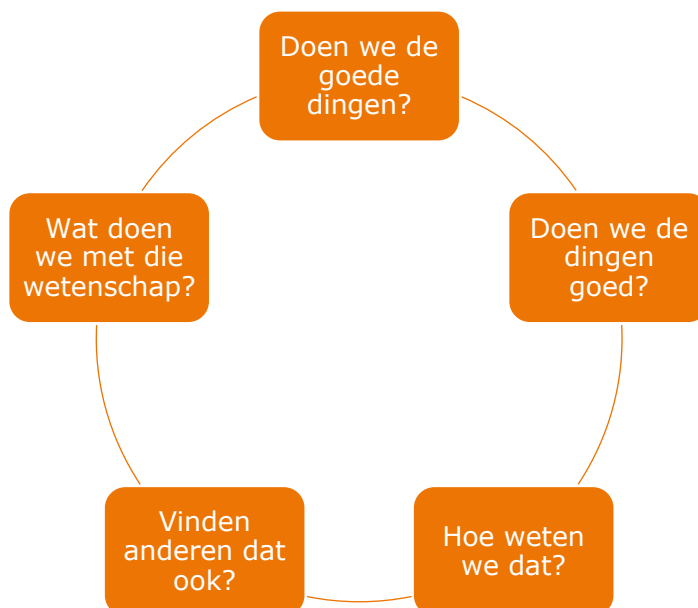 Doen we de
goede
dingen?
Doen we de
dingen
goed?
Hoe weten
we dat?
Vinden
anderen dat
ook?
Wat doen
we met die
wetenschap?